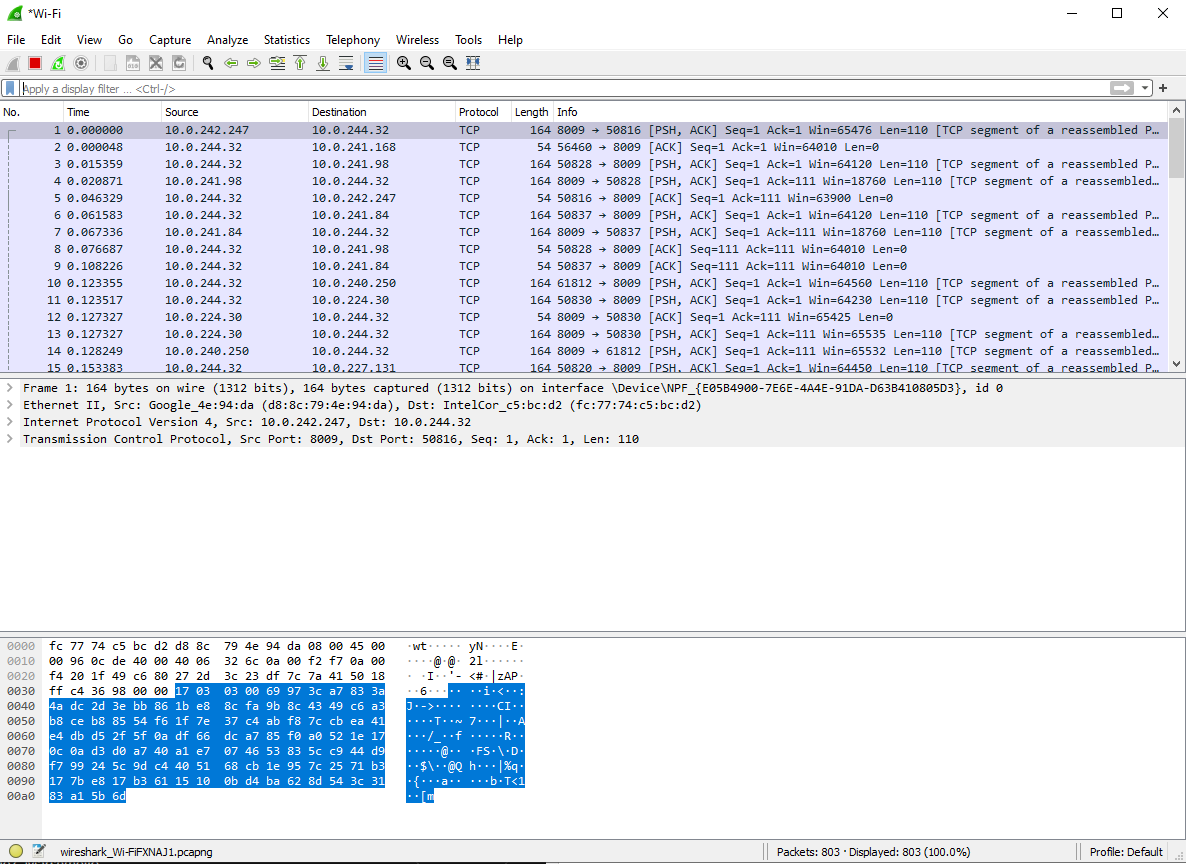 *Wi-Fi
File Edit View Go Capture Analyze Statistics Telephony Wireless Tools Help
Apply a display filter ... <Ctrl-/>
No. Time Source Destination Protocol Length Info
1 0.000000 10.0.242.247 10.0.244.32 TCP 164 8009 → 50816 [PSH, ACK] Seq=1 Ack=1 Win=65476 Len=110 [TCP segment of a reassembled P…
2 0.000048 10.0.244.32 10.0.241.168 TCP 54 56460 → 8009 [ACK] Seq=1 Ack=1 Win=64010 Len=0
3 0.015359 10.0.244.32 10.0.241.98 TCP 164 50828 → 8009 [PSH, ACK] Seq=1 Ack=1 Win=64120 Len=110 [TCP segment of a reassembled P…
4 0.020871 10.0.241.98 10.0.244.32 TCP 164 8009 → 50828 [PSH, ACK] Seq=1 Ack=111 Win=18760 Len=110 [TCP segment of a reassembled…
5 0.046329 10.0.244.32 10.0.242.247 TCP 54 50816 → 8009 [ACK] Seq=1 Ack=111 Win=63900 Len=0
6 0.061583 10.0.244.32 10.0.241.84 TCP 164 50837 → 8009 [PSH, ACK] Seq=1 Ack=1 Win=64120 Len=110 [TCP segment of a reassembled P…
7 0.067336 10.0.241.84 10.0.244.32 TCP 164 8009 → 50837 [PSH, ACK] Seq=1 Ack=111 Win=18760 Len=110 [TCP segment of a reassembled…
8 0.076687 10.0.244.32 10.0.241.98 TCP 54 50828 → 8009 [ACK] Seq=111 Ack=111 Win=64010 Len=0
9 0.108226 10.0.244.32 10.0.241.84 TCP 54 50837 → 8009 [ACK] Seq=111 Ack=111 Win=64010 Len=0
10 0.123355 10.0.244.32 10.0.240.250 TCP 164 61812 → 8009 [PSH, ACK] Seq=1 Ack=1 Win=64560 Len=110 [TCP segment of a reassembled P…
11 0.123517 10.0.244.32 10.0.224.30 TCP 164 50830 → 8009 [PSH, ACK] Seq=1 Ack=1 Win=64230 Len=110 [TCP segment of a reassembled P…
12 0.127327 10.0.224.30 10.0.244.32 TCP 54 8009 → 50830 [ACK] Seq=1 Ack=111 Win=65425 Len=0
13 0.127327 10.0.224.30 10.0.244.32 TCP 164 8009 → 50830 [PSH, ACK] Seq=1 Ack=111 Win=65535 Len=110 [TCP segment of a reassembled…
14 0.128249 10.0.240.250 10.0.244.32 TCP 164 8009 → 61812 [PSH, ACK] Seq=1 Ack=111 Win=65532 Len=110 [TCP segment of a reassembled…
15 0.153383 10.0.244.32 10.0.227.131 TCP 164 50820 → 8009 [PSH, ACK] Seq=1 Ack=1 Win=64450 Len=110 [TCP segment of a reassembled P…
Frame 1: 164 bytes on wire (1312 bits), 164 bytes captured (1312 bits) on interface \Device\NPF_{E05B4900-7E6E-4A4E-91DA-D63B410805D3}, id 0
Ethernet II, Src: Google_4e:94:da (d8:8c:79:4e:94:da), Dst: IntelCor_c5:bc:d2 (fc:77:74:c5:bc:d2)
Internet Protocol Version 4, Src: 10.0.242.247, Dst: 10.0.244.32
Transmission Control Protocol, Src Port: 8009, Dst Port: 50816, Seq: 1, Ack: 1, Len: 110
0000 fc 77 74 c5 bc d2 d8 8c 79 4e 94 da 08 00 45 00 ·wt····· yN····E·
0010 00 96 0c de 40 00 40 06 32 6c 0a 00 f2 f7 0a 00 ····@·@· 2l······
0020 f4 20 1f 49 c6 80 27 2d 3c 23 df 7c 7a 41 50 18 · ·I··'- <#·|zAP·
0030 ff c4 36 98 00 00 17 03 03 00 69 97 3c a7 83 3a ··6····· ··i·<··:
0040 4a dc 2d 3e bb 86 1b e8 8c fa 9b 8c 43 49 c6 a3 J·->···· ····CI··
0050 b8 ce b8 85 54 f6 1f 7e 37 c4 ab f8 7c cb ea 41 ····T··~ 7···|··A
0060 e4 db d5 2f 5f 0a df 66 dc a7 85 f0 a0 52 1e 17 ···/_··f ·····R··
0070 0c 0a d3 d0 a7 40 a1 e7 07 46 53 83 5c c9 44 d9 ·····@·· ·FS·\·D·
0080 f7 99 24 5c 9d c4 40 51 68 cb 1e 95 7c 25 71 b3 ··$\··@Q h···|%q·
0090 17 7b e8 17 b3 61 15 10 0b d4 ba 62 8d 54 3c 31 ·{···a·· ···b·T<1
00a0 83 a1 5b 6d ··[m
wireshark_Wi-FiFXNAJ1.pcapng Packets: 803 · Displayed: 803 (100.0%) Profile: Default